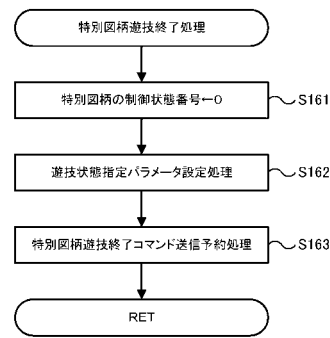 特別図柄遊技終了処理
特別図柄の制御状態番号←0
S161
遊技状態指定パラメータ設定処理
S162
特別図柄遊技終了コマンド送信予約処理
S163
RET